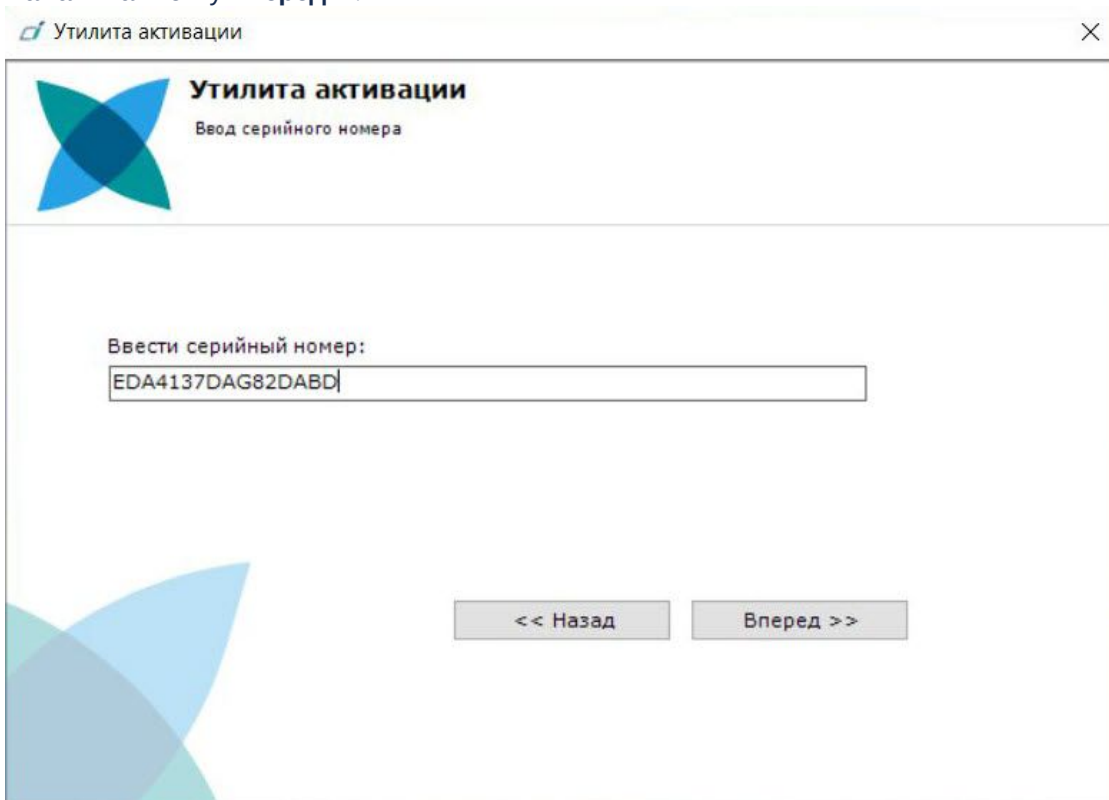 Утилита активации
Утилита активации
Ввод серийного номера
Ввести серийный номер:
EDA4137DAG82DABD
<< Назад
Вперед >>